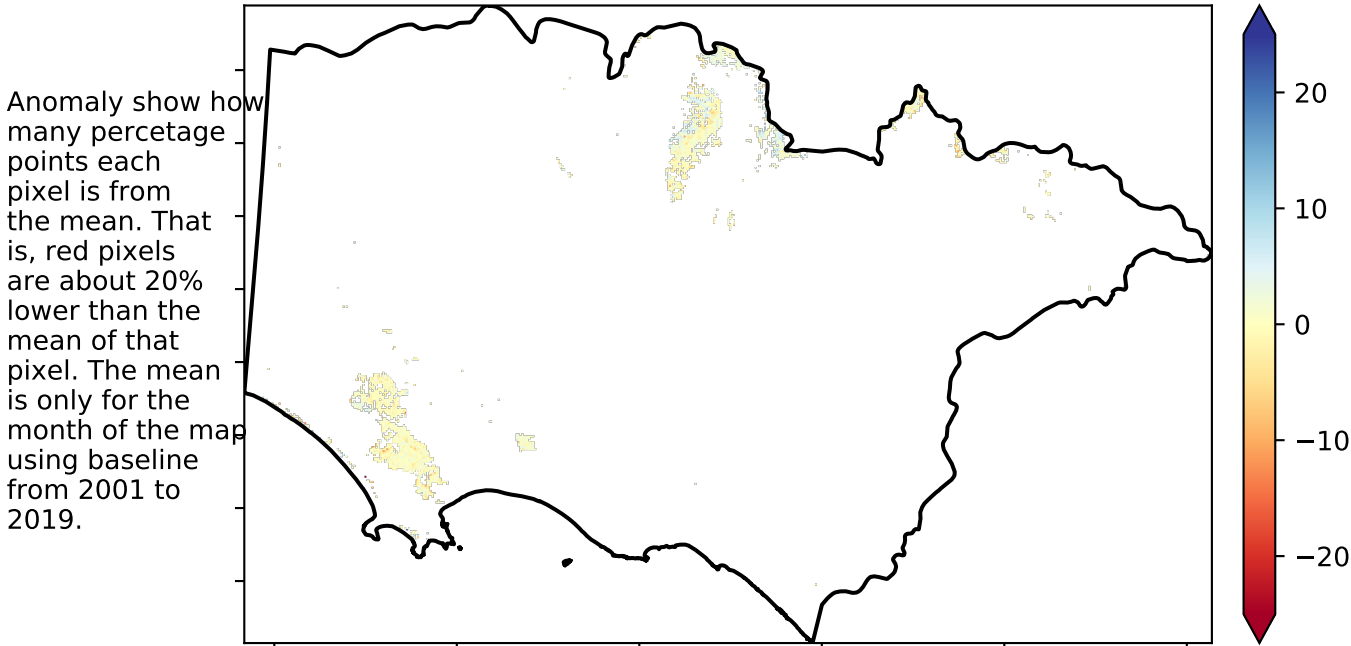 Anomaly show how
many percetage
points each
pixel is from
the mean. That
is, red pixels
are about 20%
lower than the
mean of that
pixel. The mean
is only for the
month of the map
using baseline
from 2001 to
2019.
20
10
0
−10
−20